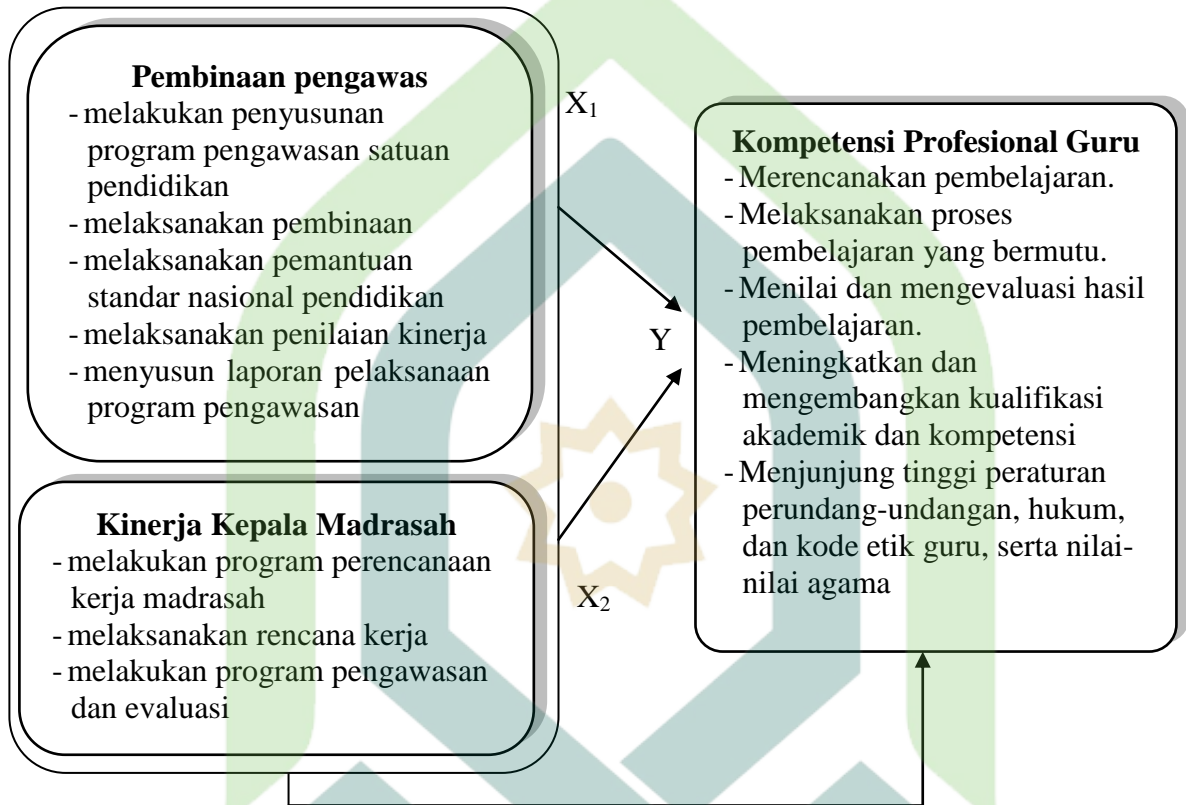 Pembinaan pengawas
- melakukan penyusunan
program pengawasan satuan
pendidikan
- melaksanakan pembinaan
- melaksanakan pemantuan
standar nasional pendidikan
- melaksanakan penilaian kinerja
- menyusun laporan pelaksanaan
program pengawasan
Kinerja Kepala Madrasah
- melakukan program perencanaan
kerja madrasah
- melaksanakan rencana kerja
- melakukan program pengawasan
dan evaluasi
X₁
Y
X₂
Kompetensi Profesional Guru
- Merencanakan pembelajaran.
- Melaksanakan proses
pembelajaran yang bermutu.
- Menilai dan mengevaluasi hasil
pembelajaran.
- Meningkatkan dan
mengembangkan kualifikasi
akademik dan kompetensi
- Menjunjung tinggi peraturan
perundang-undangan, hukum,
dan kode etik guru, serta nilai-
nilai agama